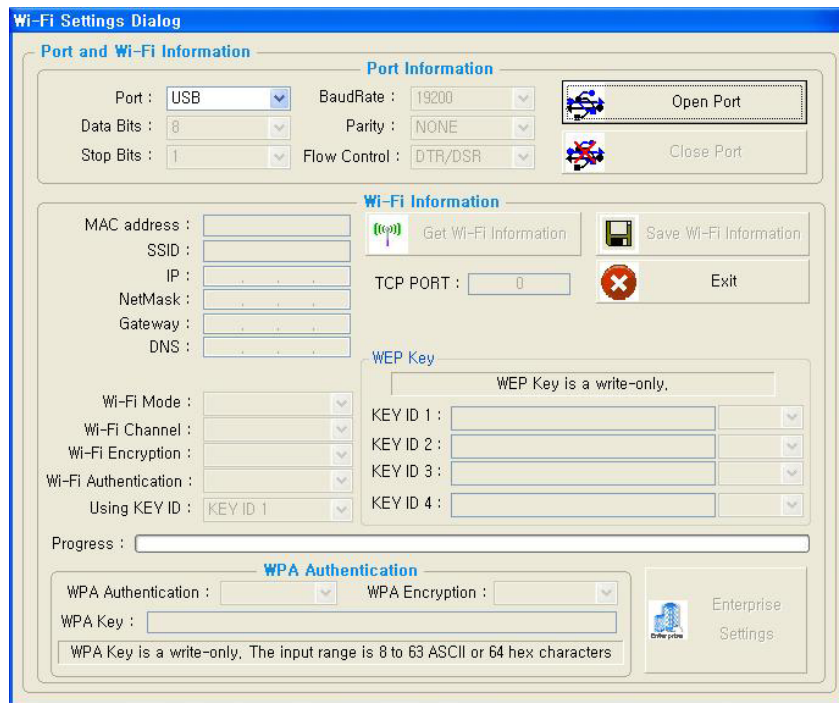 Wi-Fi Settings Dialog
Port and Wi-Fi Information
Port Information
Port : USB BaudRate : 19200 Open Port
Data Bits : 8 Parity : NONE
Stop Bits : 1 Flow Control : DTR/DSR Close Port
Wi-Fi Information
MAC address : Get Wi-Fi Information Save Wi-Fi Information
SSID :
IP : . . . TCP PORT : 0 Exit
NetMask : . . .
Gateway : . . .
DNS : . . .
WEP Key
WEP Key is a write-only,
Wi-Fi Mode :
KEY ID 1 :
Wi-Fi Channel :
KEY ID 2 :
Wi-Fi Encryption :
KEY ID 3 :
Wi-Fi Authentication :
Using KEY ID : KEY ID 1 KEY ID 4 :
Progress :
WPA Authentication
WPA Authentication : WPA Encryption :
Enterprise Settings
WPA Key :
Enterprise
WPA Key is a write-only, The input range is 8 to 63 ASCII or 64 hex characters